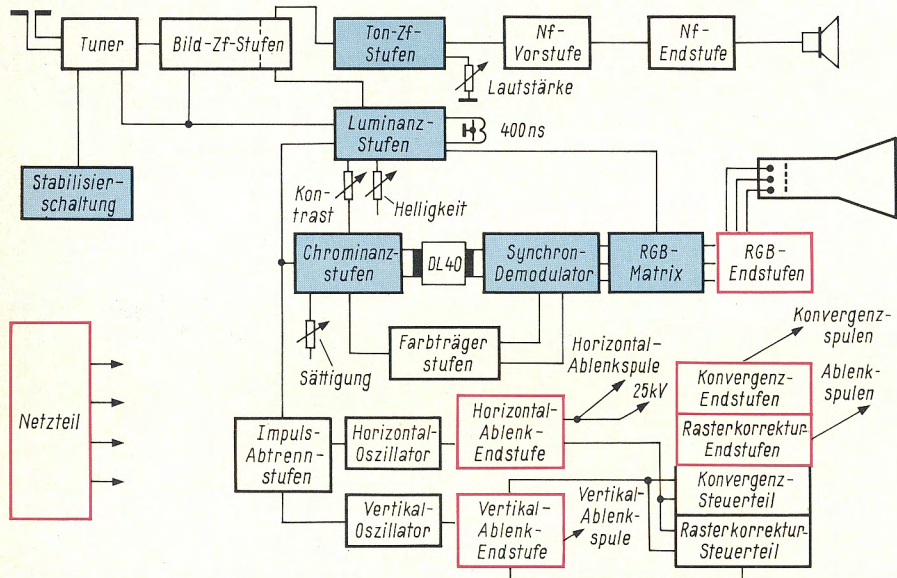 Tuner
Bild-Zf-Stufen
Ton-Zf-
Stufen
Nf-
Vorstufe
Nf-
Endstufe
Lautstärke
Luminanz-
Stufen
400ns
Stabilisier-
schaltung
Kon-
trast
Helligkeit
Chrominanz-
stufen
DL40
Synchron-
Demodulator
RGB-
Matrix
RGB-
Endstufen
Sättigung
Farbträger
stufen
Horizontal-
Ablenkspule
25kV
Konvergenz-
spulen
Ablenk-
spulen
Netzteil
Impuls-
Abtrenn-
stufen
Horizontal-
Oszillator
Horizontal-
Ablenk-
Endstufe
Konvergenz-
Endstufen
Rasterkorrektur-
Endstufen
Vertikal-
Oszillator
Vertikal-
Ablenk-
Endstufe
Vertikal-
Ablenk-
spule
Konvergenz-
Steuerteil
Rasterkorrektur-
Steuerteil